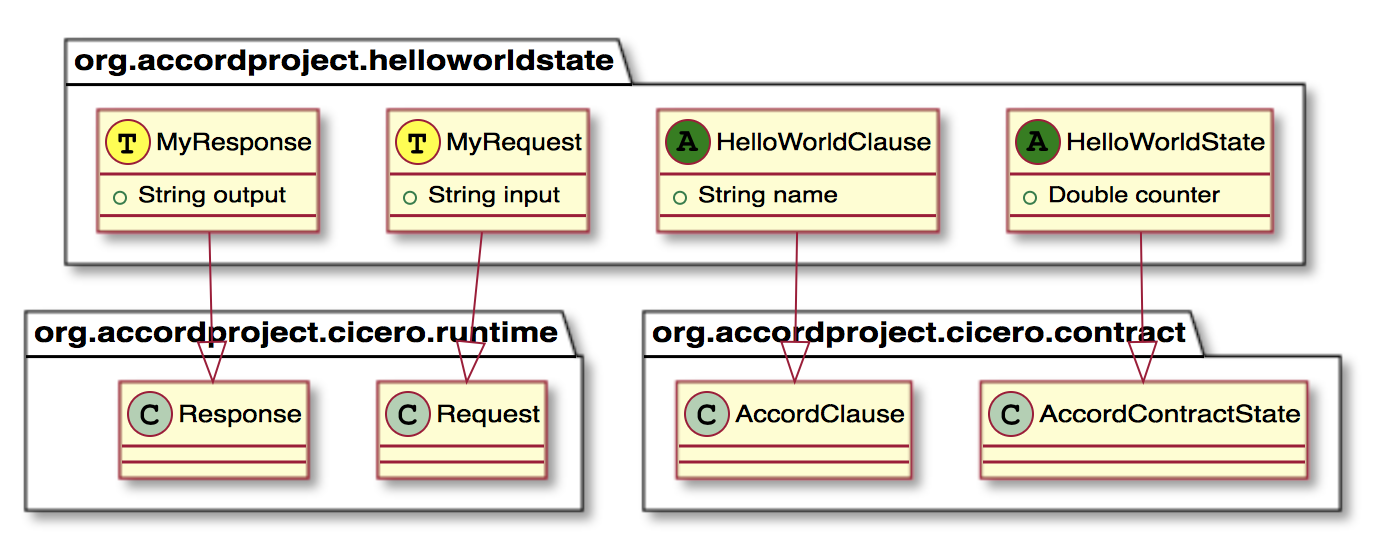 org.accordproject.helloworldstate
T MyResponse
String output
T MyRequest
String input
A HelloWorldClause
String name
A HelloWorldState
Double counter
org.accordproject.cicero.runtime
C Response
C Request
org.accordproject.cicero.contract
C AccordClause
C AccordContractState